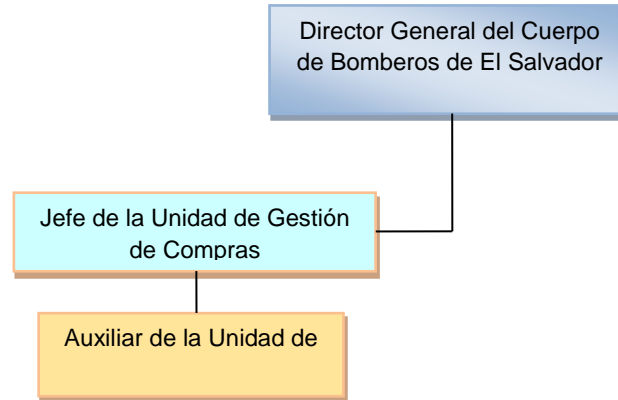 Director General del Cuerpo
de Bomberos de El Salvador
Jefe de la Unidad de Gestión
de Compras
Auxiliar de la Unidad de